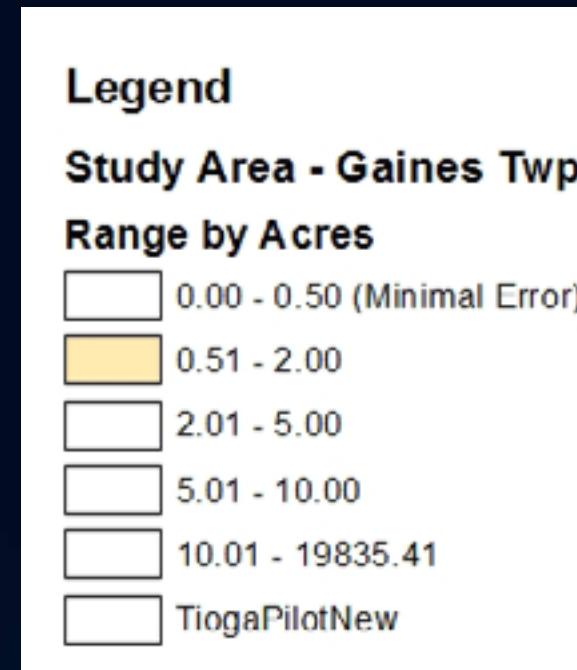 Legend
Study Area - Gaines Twp
Range by Acres
0.00 - 0.50 (Minimal Error)
0.51 - 2.00
2.01 - 5.00
5.01 - 10.00
10.01 - 19835.41
TiogaPilotNew